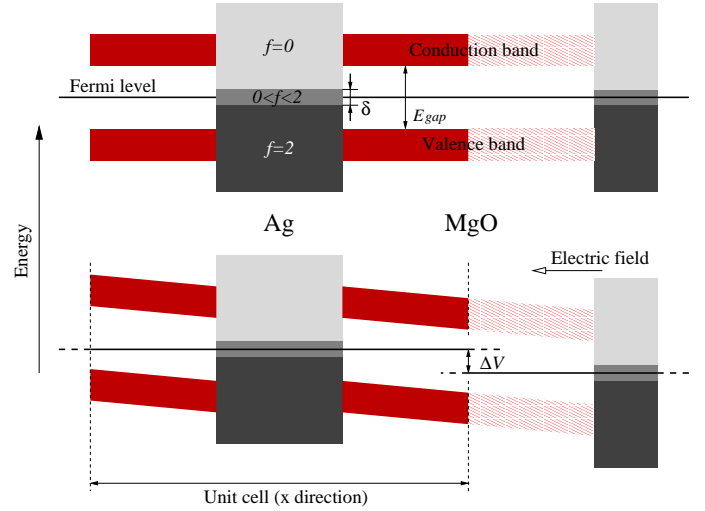 f=0
Conduction band
Fermi level
0<f<2
δ
Egap
f=2
Valence band
Energy
Ag
MgO
Electric field
ΔV
Unit cell (x direction)